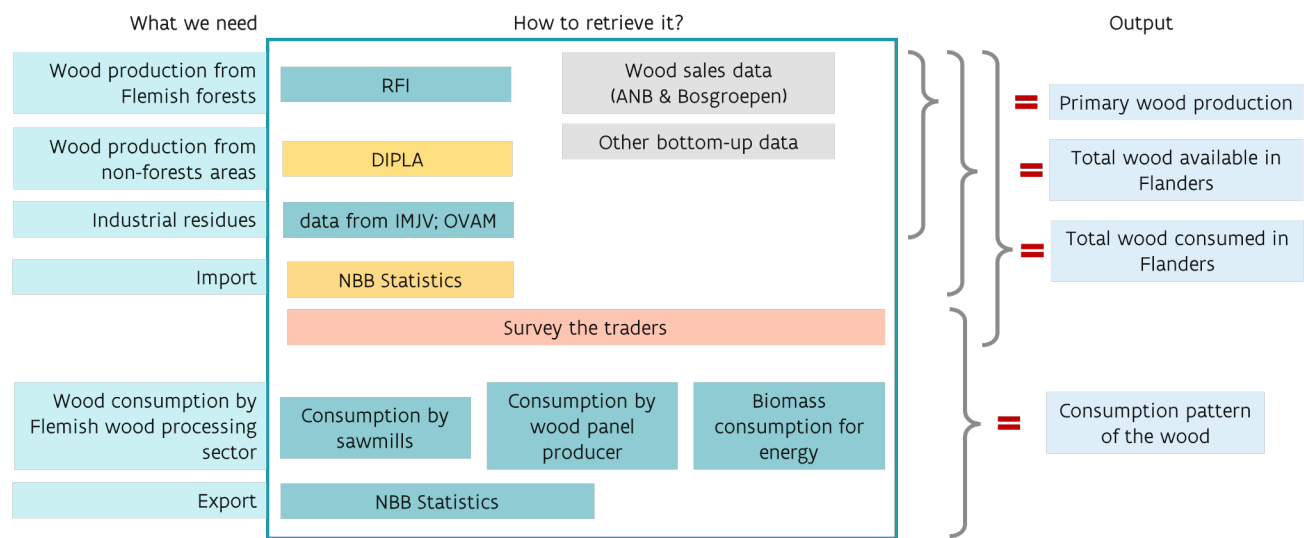 What we need
How to retrieve it?
Output
Wood production from
Flemish forests
RFI
Wood sales data
(ANB & Bosgroepen)
= Primary wood production
Wood production from
non-forests areas
DIPLA
Other bottom-up data
= Total wood available in
Flanders
Industrial residues
data from IMJV; OVAM
= Total wood consumed in
Flanders
Import
NBB Statistics
Survey the traders
Wood consumption by
Flemish wood processing
sector
Consumption by
sawmills
Consumption by
wood panel
producer
Biomass
consumption for
energy
= Consumption pattern
of the wood
Export
NBB Statistics